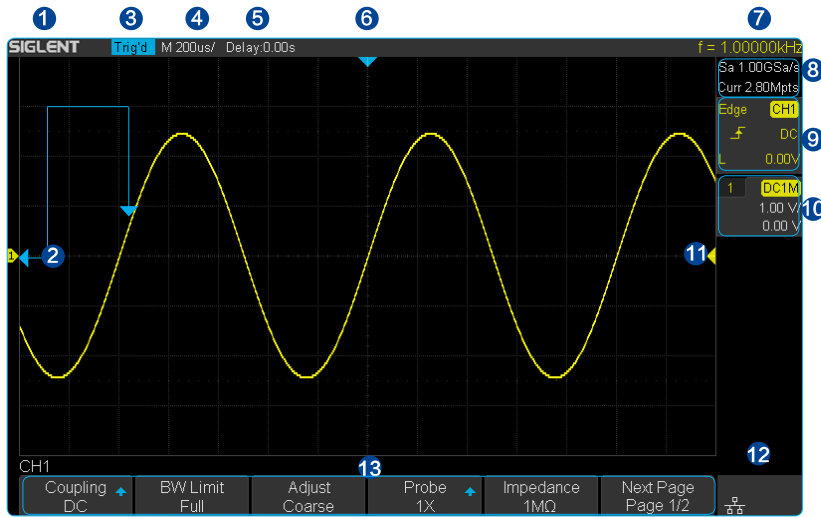 1 3 4 5 6 7
SIGLENT Trig'd M 200us/ Delay:0.00s f = 1.00000kHz
Sa 1.00GSa/s 8
Curr 2.80Mpts
Edge CH1
DC 9
L 0.00V
1 DC1M
1.00 V/ 10
0.00 V
1 2 11
CH1
12
13
Coupling BW Limit Adjust Probe Impedance Next Page
DC Full Coarse 1X 1MΩ Page 1/2